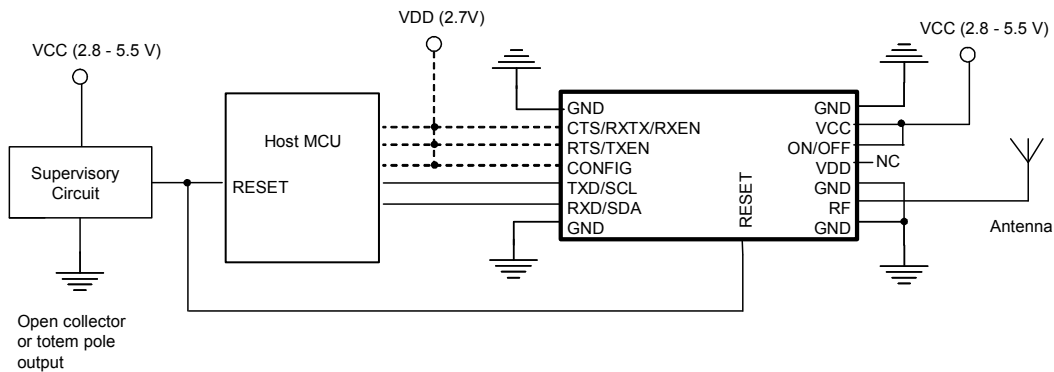 VDD (2.7V)
VCC (2.8 - 5.5 V)
VCC (2.8 - 5.5 V)
Supervisory
Circuit
Host MCU
RESET
GND
CTS/RXTX/RXEN
RTS/TXEN
CONFIG
TXD/SCL
RXD/SDA
GND
RESET
GND
VCC
ON/OFF
VDD
NC
GND
RF
GND
Antenna
Open collector
or totem pole
output